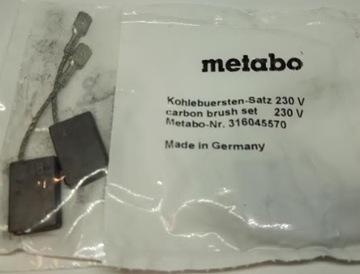 metabo
Kohlebuersten-Satz 230 V
carbon brush set 230 V
Metabo-Nr. 316045570
Made in Germany